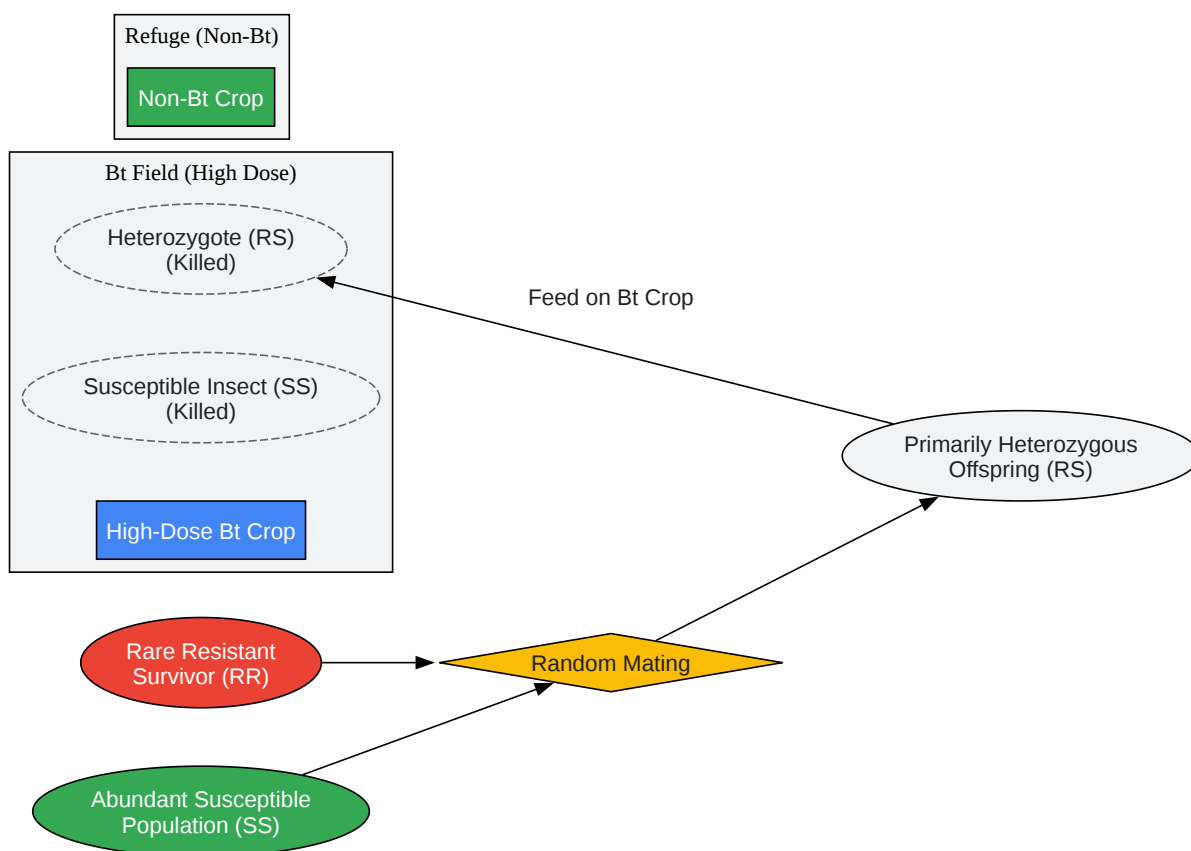 Refuge (Non-Bt)
Non-Bt Crop
Bt Field (High Dose)
Heterozygote (RS)
(Killed)
Feed on Bt Crop
Susceptible Insect (SS)
(Killed)
Primarily Heterozygous
Offspring (RS)
High-Dose Bt Crop
Rare Resistant
Survivor (RR)
Random Mating
Abundant Susceptible
Population (SS)